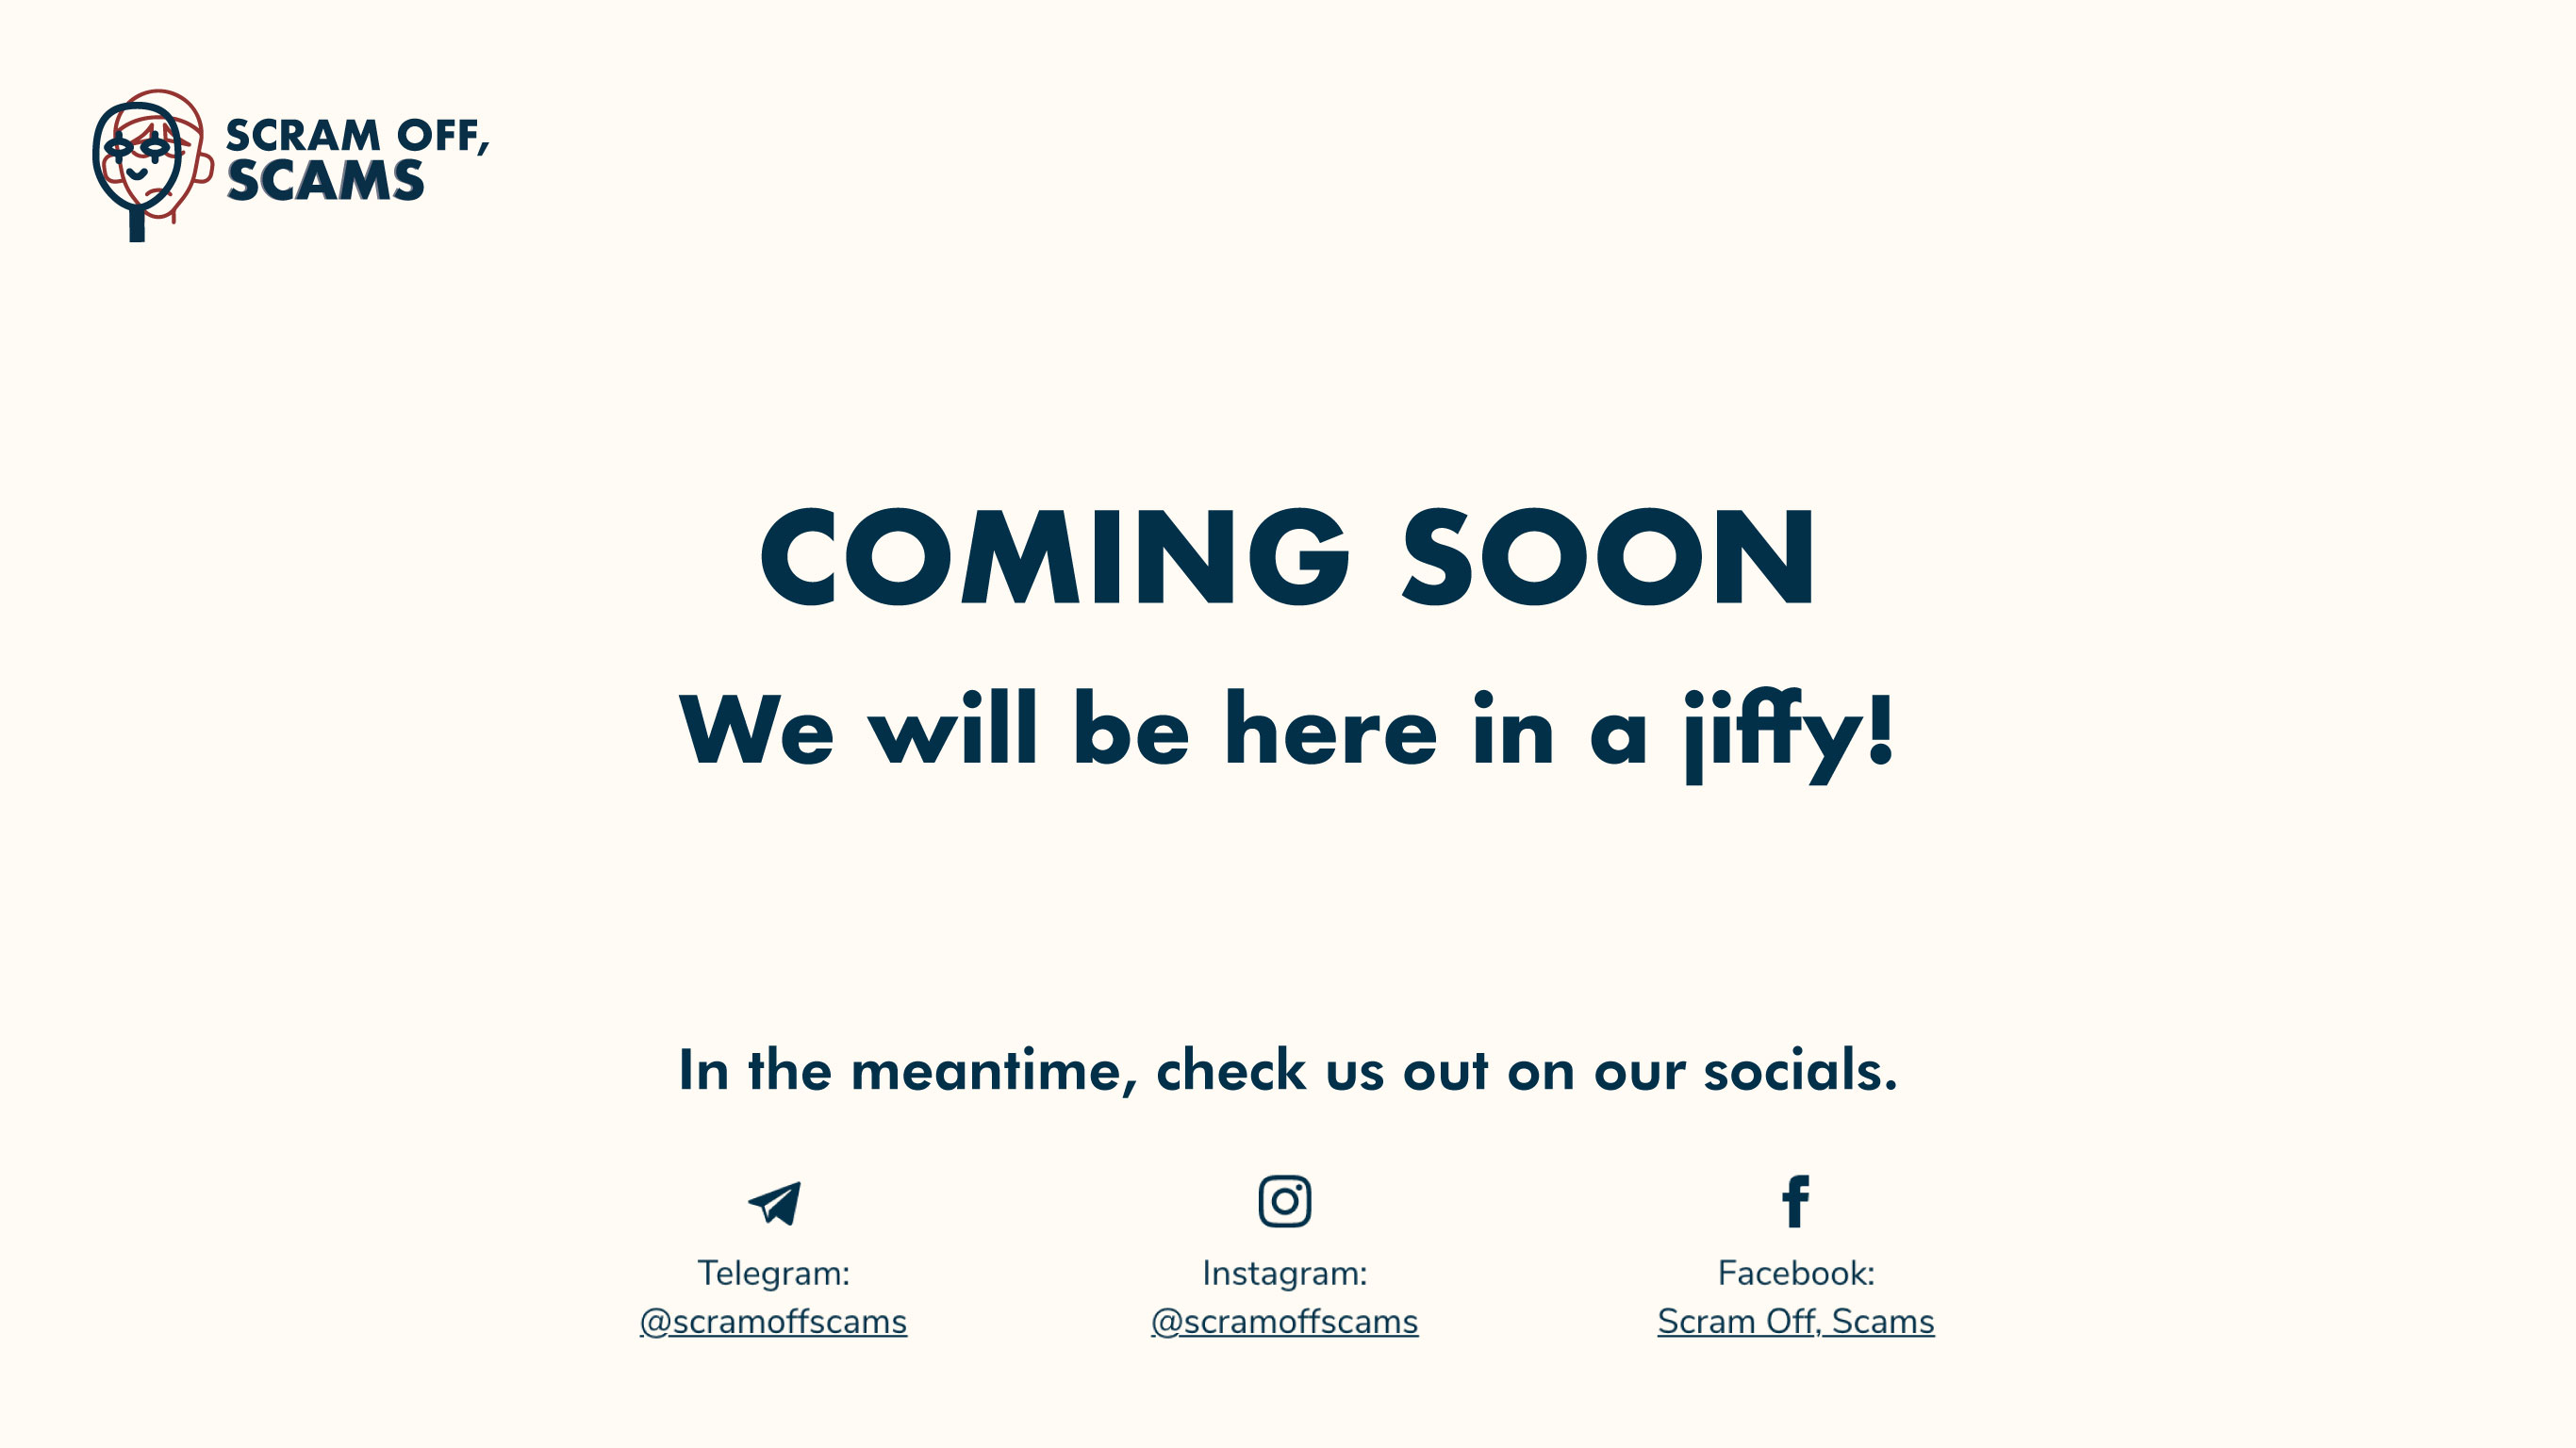 SCRAM OFF,
SCAMS
COMING SOON
We will be here in a jiffy!
In the meantime, check us out on our socials.
Telegram:
@scramoffscams
Instagram:
@scramoffscams
Facebook:
Scram Off, Scams